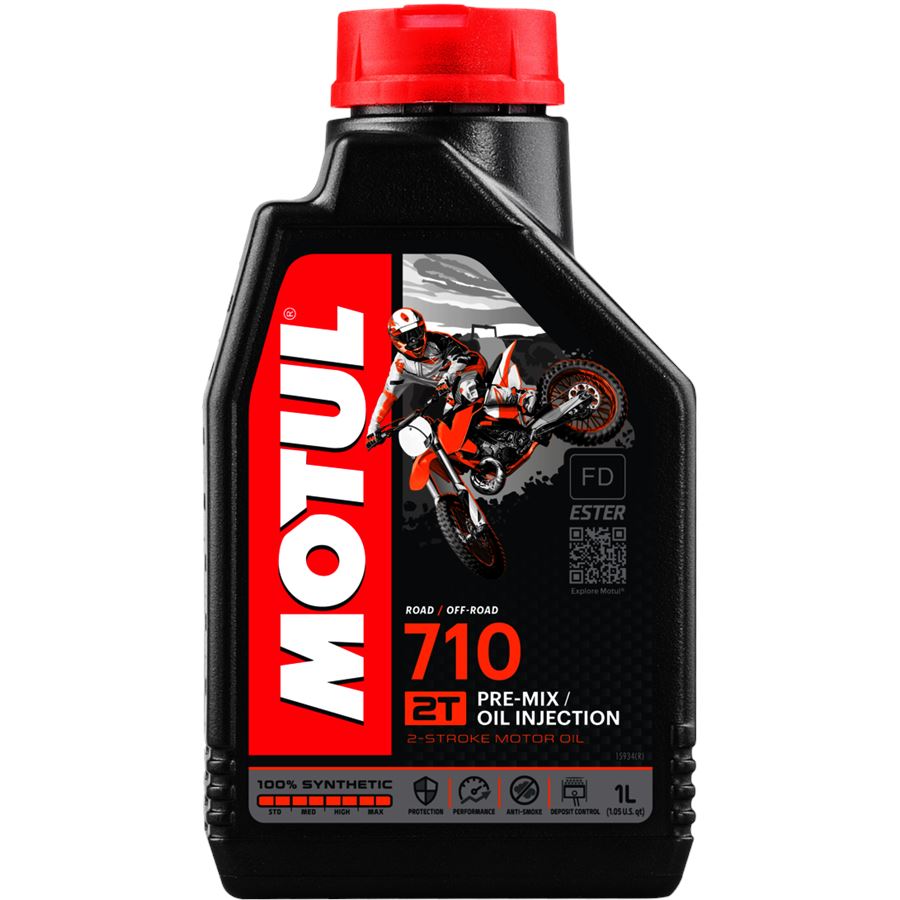 MOTUL®
FD
ESTER
Explore Motul®
ROAD / OFF-ROAD
710
2T
PRE-MIX /
OIL INJECTION
2-STROKE MOTOR OIL
15934(R)
100% SYNTHETIC
STD MED HIGH MAX
PROTECTION PERFORMANCE ANTI-SMOKE DEPOSIT CONTROL
1L
(1.05 U.S. qt)